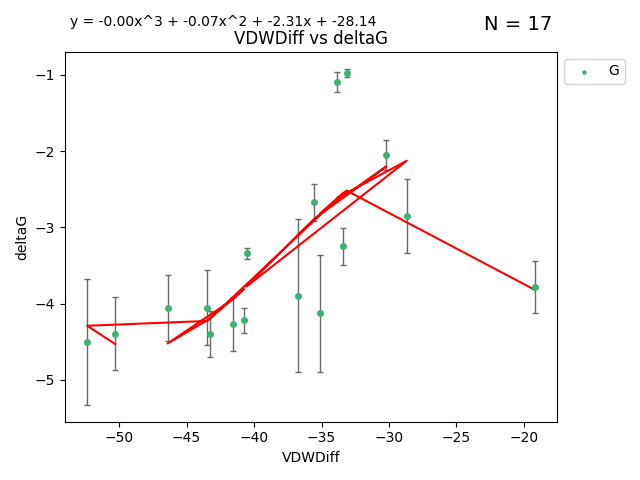 y = -0.00x^3 + -0.07x^2 + -2.31x + -28.14
N = 17
VDWDiff vs deltaG
G
−1
−2
−3
−4
−5
deltaG
−50 −45 −40 −35 −30 −25 −20
VDWDiff